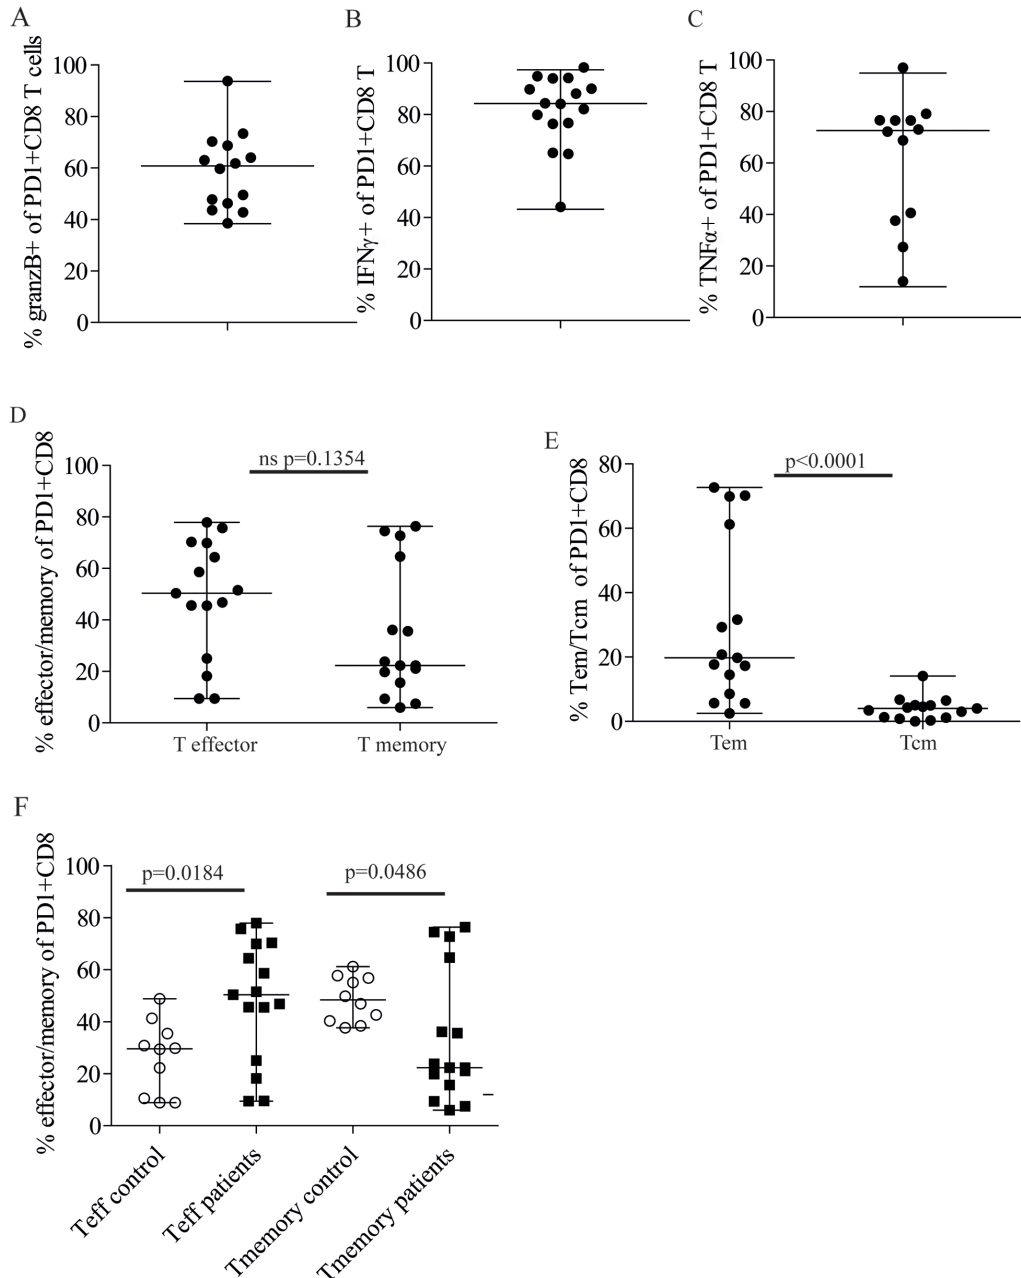 A
% granzB+ of PD1+CD8 T cells
100
80
60
40
20
0
B
% IFNγ+ of PD1+CD8 T
100
80
60
40
20
0
C
% TNFα+ of PD1+CD8 T
100
80
60
40
20
0
D
% effector/memory of PD1+CD8
100
80
60
40
20
0
ns p=0.1354
T effector
T memory
E
% Tem/Tcm of PD1+CD8
80
60
40
20
0
p<0.0001
Tem
Tcm
F
% effector/memory of PD1+CD8
100
80
60
40
20
0
p=0.0184
p=0.0486
Teff control
Teff patients
Tmemory control
Tmemory patients